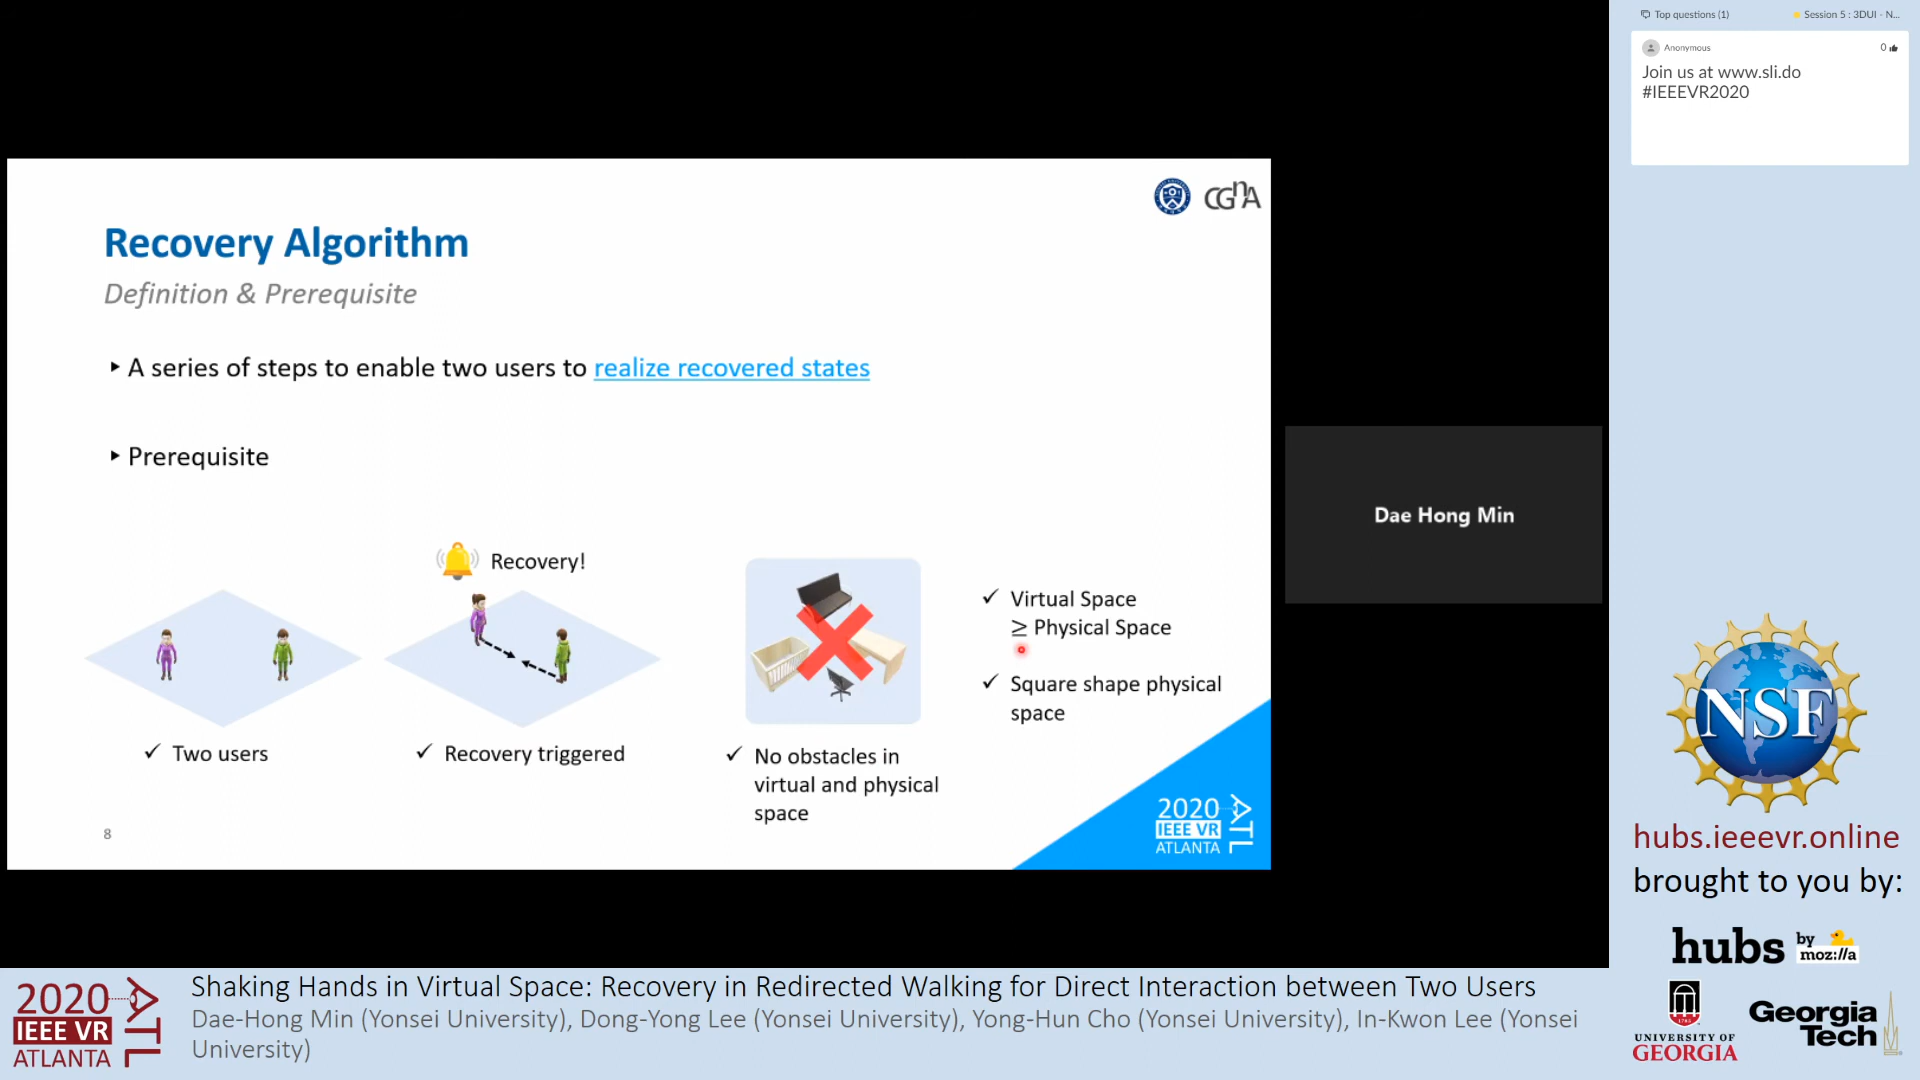 Top questions (1)
Session 5 : 3DUI - N...
Anonymous
0
Join us at www.sli.do
#IEEEVR2020
CGnA
Recovery Algorithm
Definition & Prerequisite
‣ A series of steps to enable two users to realize recovered states
‣ Prerequisite
Recovery!
✓ Two users
✓ Recovery triggered
✓ No obstacles in
virtual and physical
space
✓ Virtual Space
≥ Physical Space
✓ Square shape physical
space
8
2020
IEEE VR
ATLANTA
ATL
Dae Hong Min
NSF
hubs.ieeevr.online
brought to you by:
hubs by
moz://a
UNIVERSITY OF
GEORGIA
Georgia
Tech
2020
IEEE VR
ATLANTA
ATL
Shaking Hands in Virtual Space: Recovery in Redirected Walking for Direct Interaction between Two Users
Dae-Hong Min (Yonsei University), Dong-Yong Lee (Yonsei University), Yong-Hun Cho (Yonsei University), In-Kwon Lee (Yonsei
University)